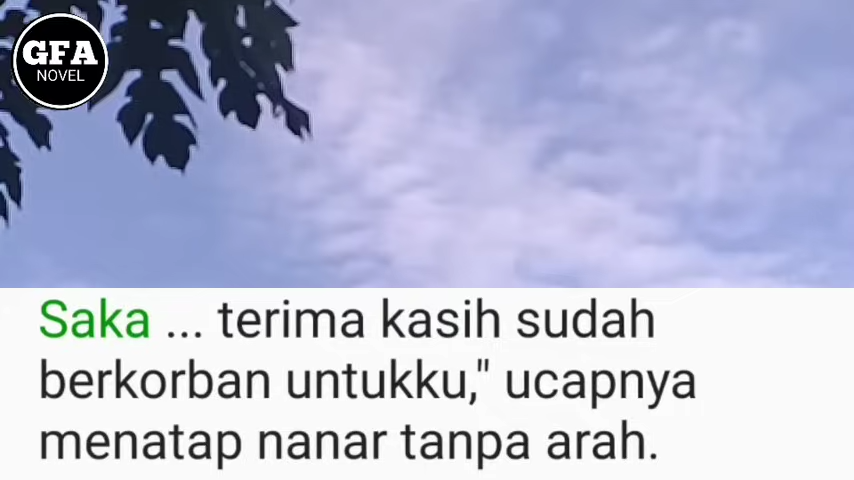 GFA
NOVEL
Saka ... terima kasih sudah
berkorban untukku," ucapnya
menatap nanar tanpa arah.